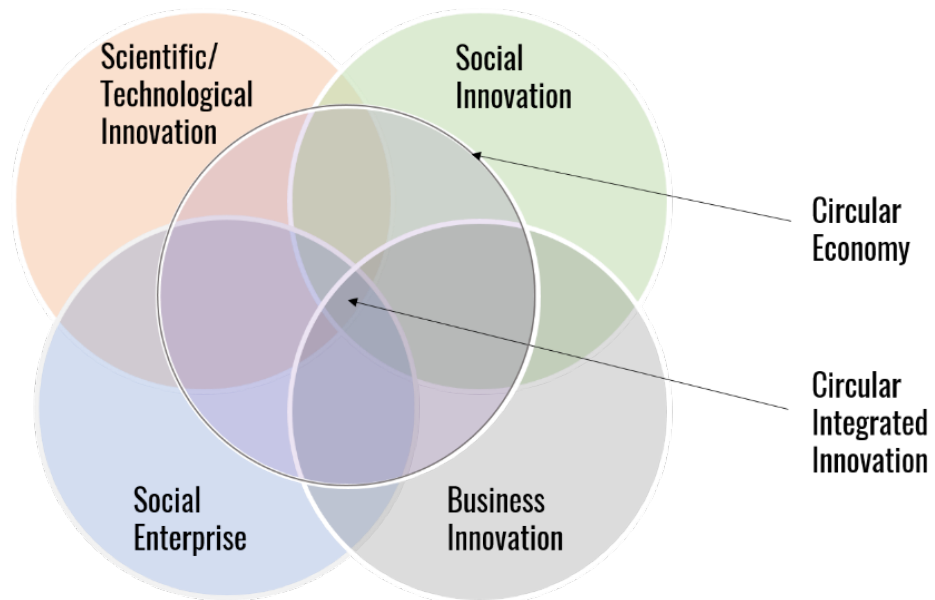 Scientific/
Technological
Innovation
Social
Innovation
Circular
Economy
Circular
Integrated
Innovation
Social
Enterprise
Business
Innovation